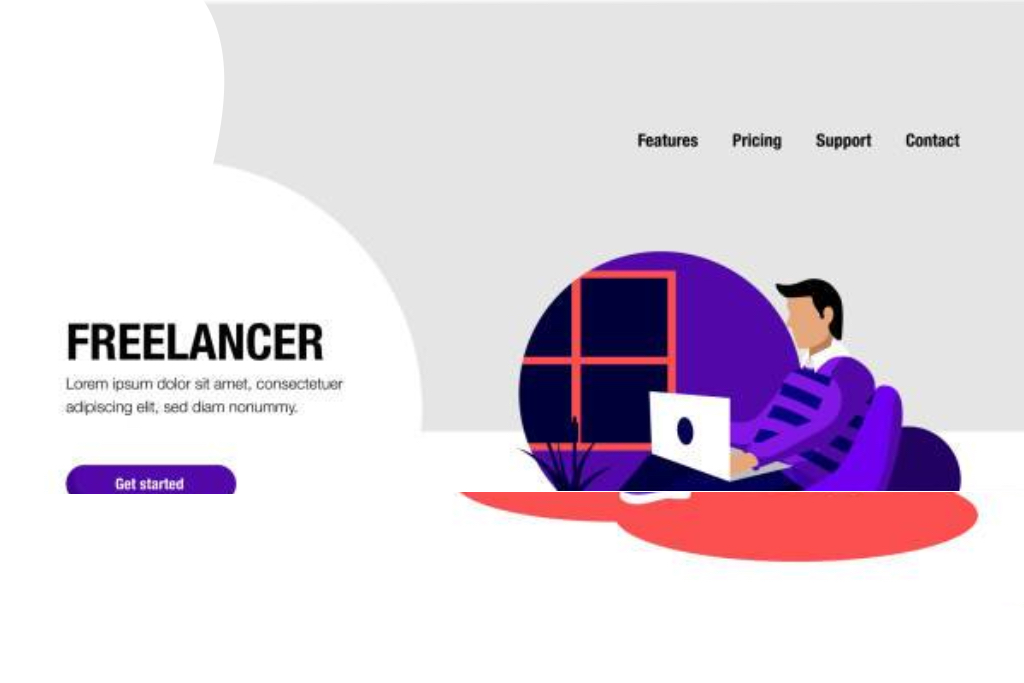 Features Pricing Support Contact
FREELANCER
Lorem ipsum dolor sit amet, consectetuer
adipiscing elit, sed diam nonummy.
Get started